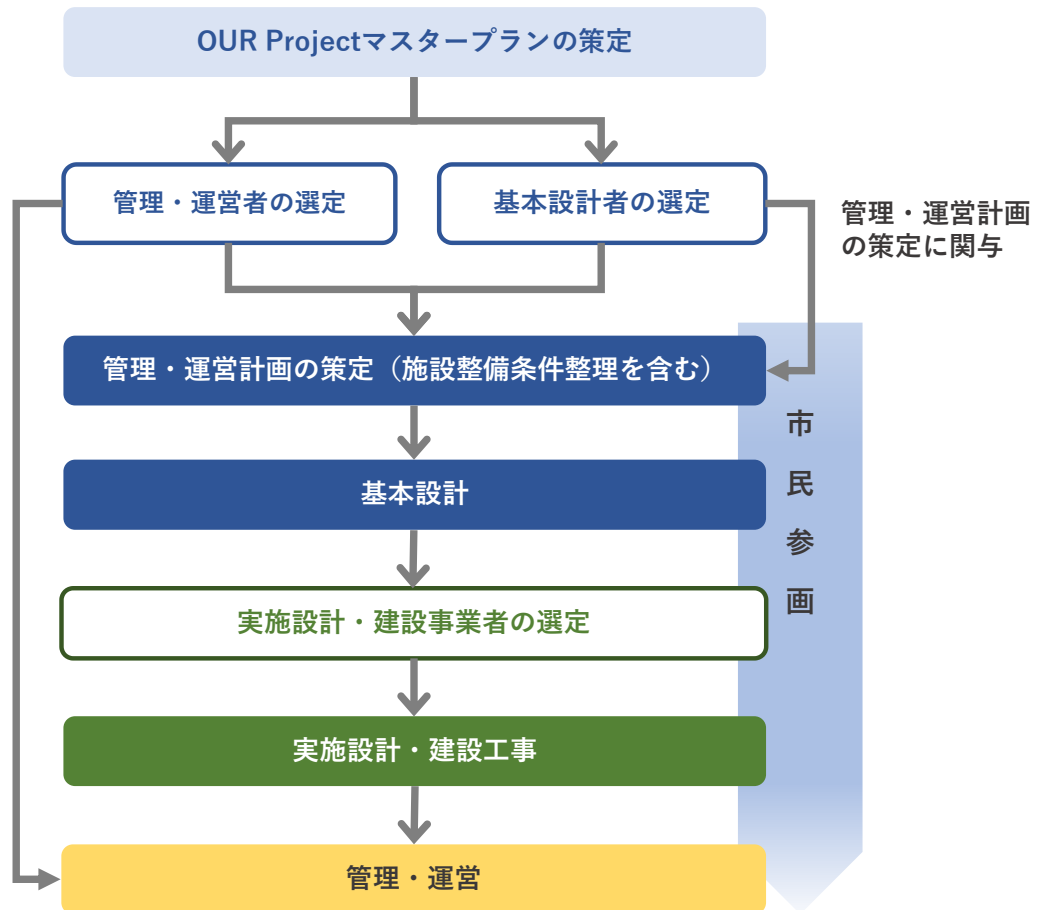 OUR Projectマスタープランの策定
管理・運営者の選定
基本設計者の選定
管理・運営計画
の策定に関与
管理・運営計画の策定（施設整備条件整理を含む）
市民参画
基本設計
実施設計・建設事業者の選定
実施設計・建設工事
管理・運営